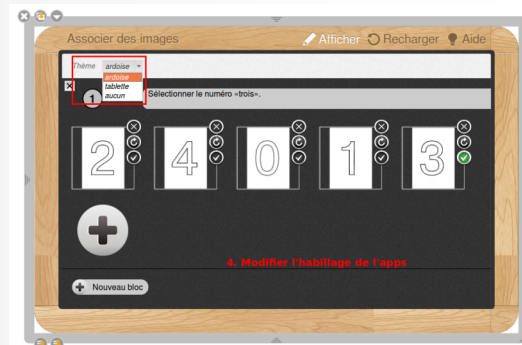 Associer des images
Afficher Recharger Aide
Thème ardoise
ardoise
tablette
aucun
1 Sélectionner le numéro «trois».
2 4 0 1 3
4. Modifier l'habillage de l'apps
Nouveau bloc